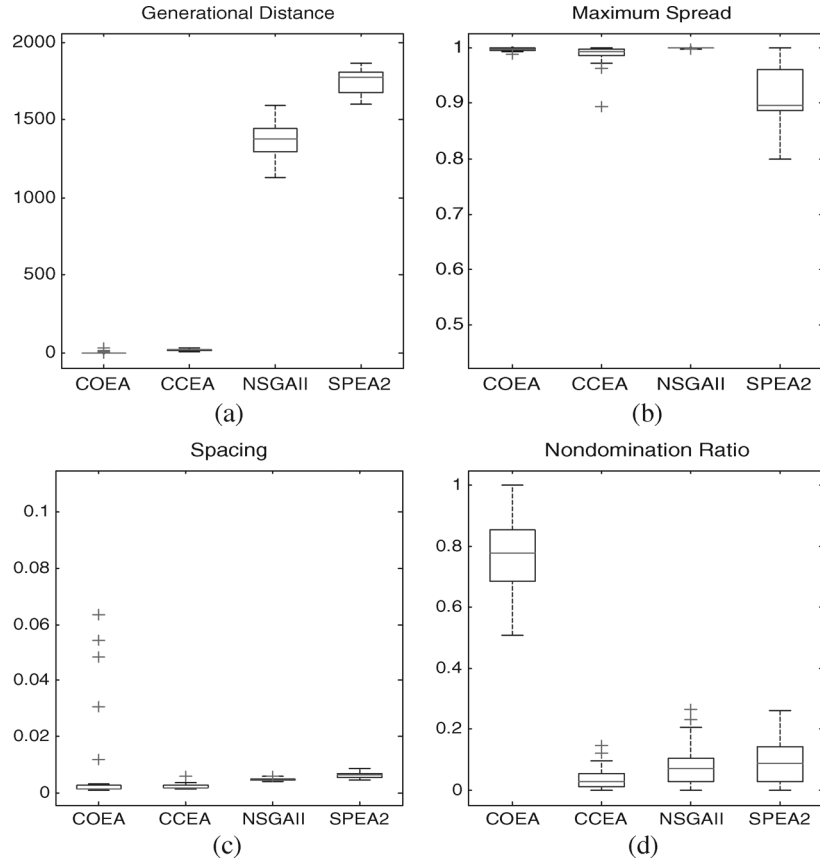 Generational Distance
2000
1500
1000
500
0
COEA CCEA NSGAII SPEA2
(a)
Maximum Spread
1
0.9
0.8
0.7
0.6
0.5
COEA CCEA NSGAII SPEA2
(b)
Spacing
0.1
0.08
0.06
0.04
0.02
0
COEA CCEA NSGAII SPEA2
(c)
Nondomination Ratio
1
0.8
0.6
0.4
0.2
0
COEA CCEA NSGAII SPEA2
(d)